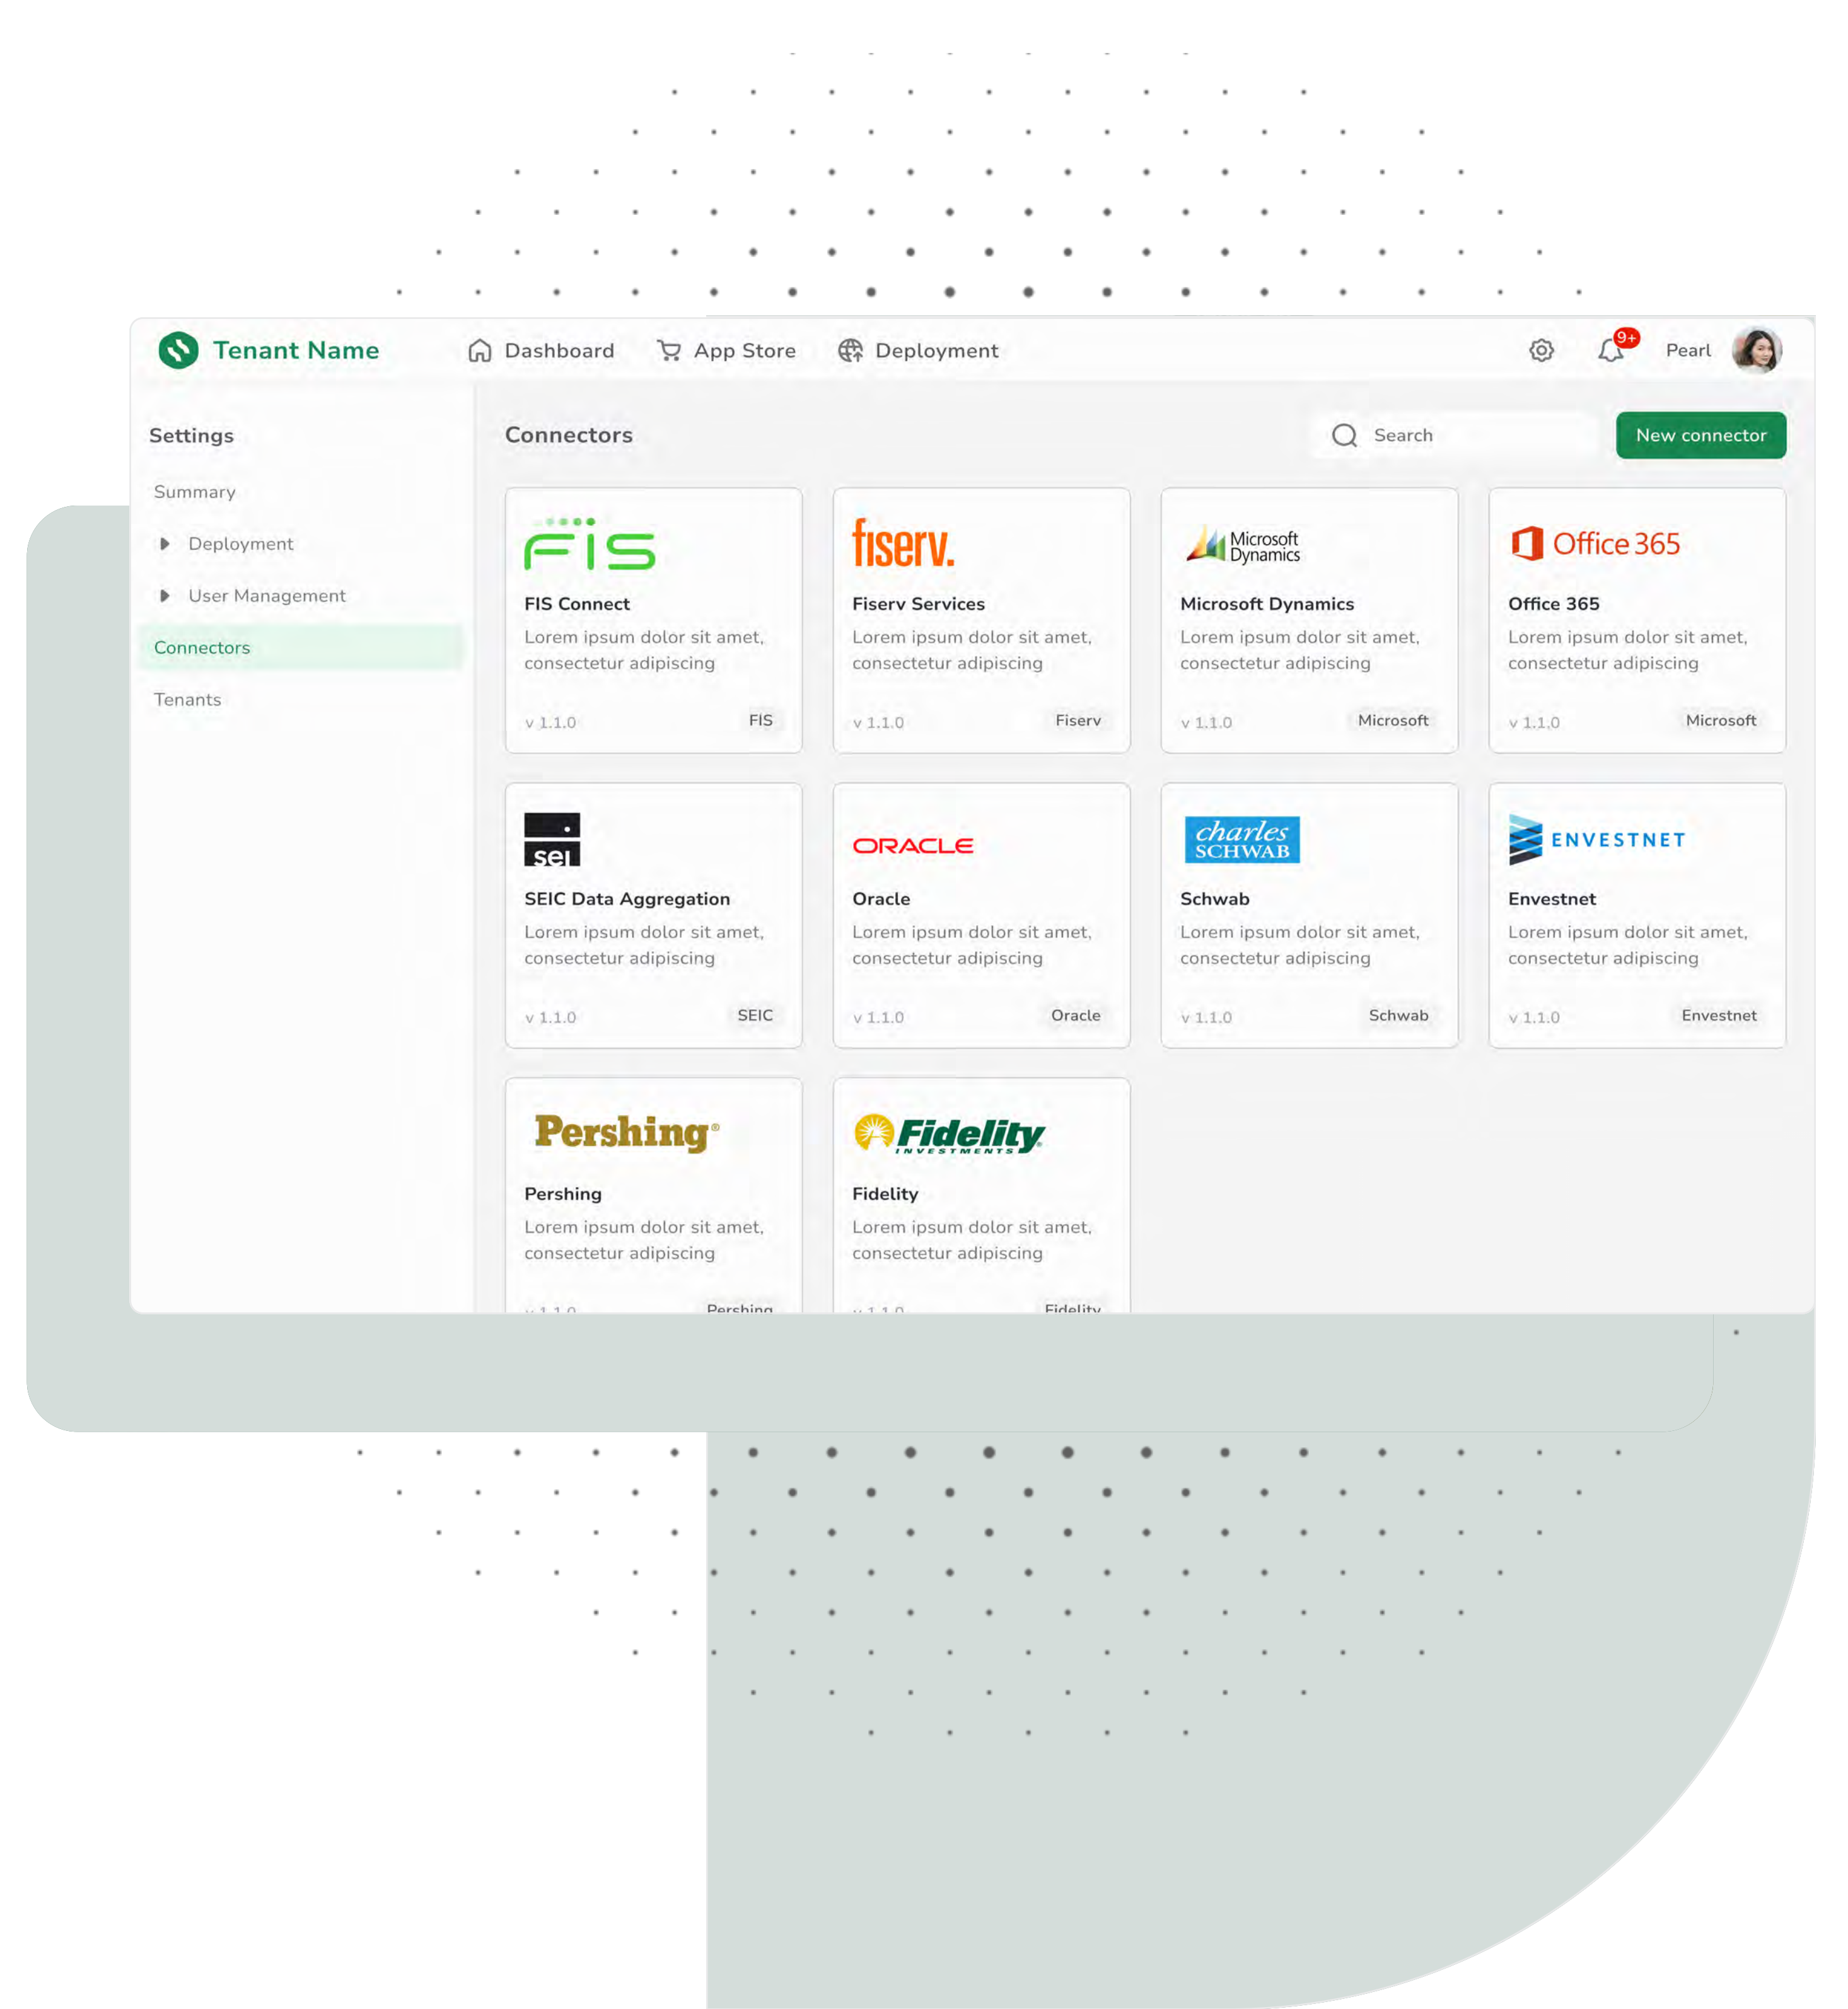 Tenant Name
Dashboard
App Store
Deployment
9+
Pearl
Settings
Summary
Deployment
User Management
Connectors
Tenants
Connectors
Search
New connector
FIS
FIS Connect
Lorem ipsum dolor sit amet,
consectetur adipiscing
v 1.1.0
FIS
fiserv.
Fiserv Services
Lorem ipsum dolor sit amet,
consectetur adipiscing
v 1.1.0
Fiserv
Microsoft
Dynamics
Microsoft Dynamics
Lorem ipsum dolor sit amet,
consectetur adipiscing
v 1.1.0
Microsoft
Office 365
Office 365
Lorem ipsum dolor sit amet,
consectetur adipiscing
v 1.1.0
Microsoft
sei
SEIC Data Aggregation
Lorem ipsum dolor sit amet,
consectetur adipiscing
v 1.1.0
SEIC
ORACLE
Oracle
Lorem ipsum dolor sit amet,
consectetur adipiscing
v 1.1.0
Oracle
charles
SCHWAB
Schwab
Lorem ipsum dolor sit amet,
consectetur adipiscing
v 1.1.0
Schwab
ENVESTNET
Envestnet
Lorem ipsum dolor sit amet,
consectetur adipiscing
v 1.1.0
Envestnet
Pershing®
Pershing
Lorem ipsum dolor sit amet,
consectetur adipiscing
v 1.1.0
Pershing
Fidelity
INVESTMENTS
Fidelity
Lorem ipsum dolor sit amet,
consectetur adipiscing
v 1.1.0
Fidelity